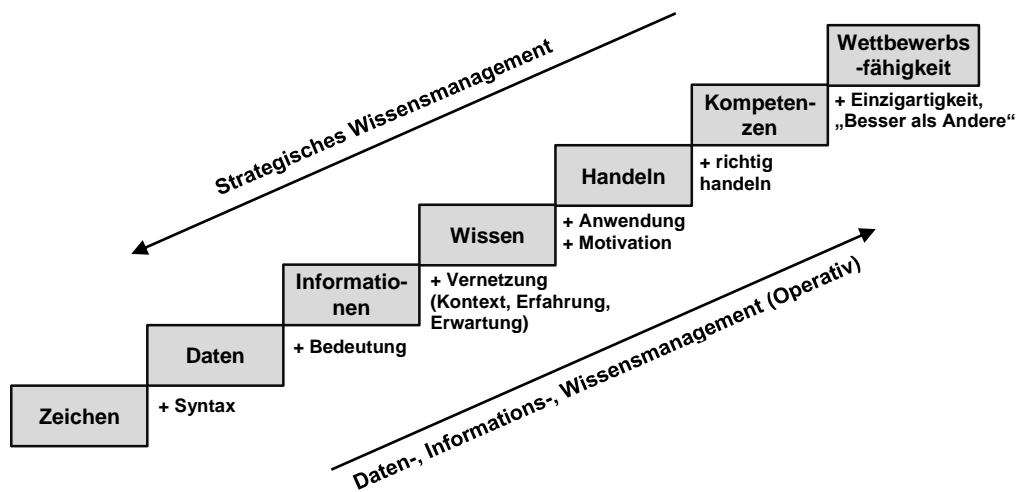 Strategisches Wissensmanagement
Wettbewerbs
-fähigkeit
+ Einzigartigkeit,
„Besser als Andere“
Kompeten-
zen
+ richtig
handeln
Handeln
+ Anwendung
+ Motivation
Wissen
+ Vernetzung
(Kontext, Erfahrung,
Erwartung)
Informatio-
nen
+ Bedeutung
Daten
+ Syntax
Zeichen
Daten-, Informations-, Wissensmanagement (Operativ)